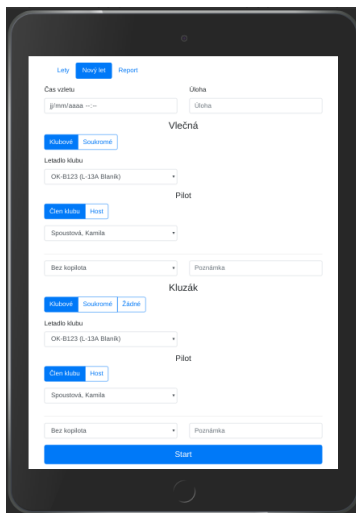 Lety Nový let Report
Čas vzletu Úloha
jj/mm/aaaa --:-- Úloha
Vlečná
Klubové Soukromé
Letadlo klubu
OK-B123 (L-13A Blaník)
Pilot
Člen klubu Host
Spoustová, Kamila
Bez kopilota Poznámka
Kluzák
Klubové Soukromé Žádné
Letadlo klubu
OK-B123 (L-13A Blaník)
Pilot
Člen klubu Host
Spoustová, Kamila
Bez kopilota Poznámka
Start